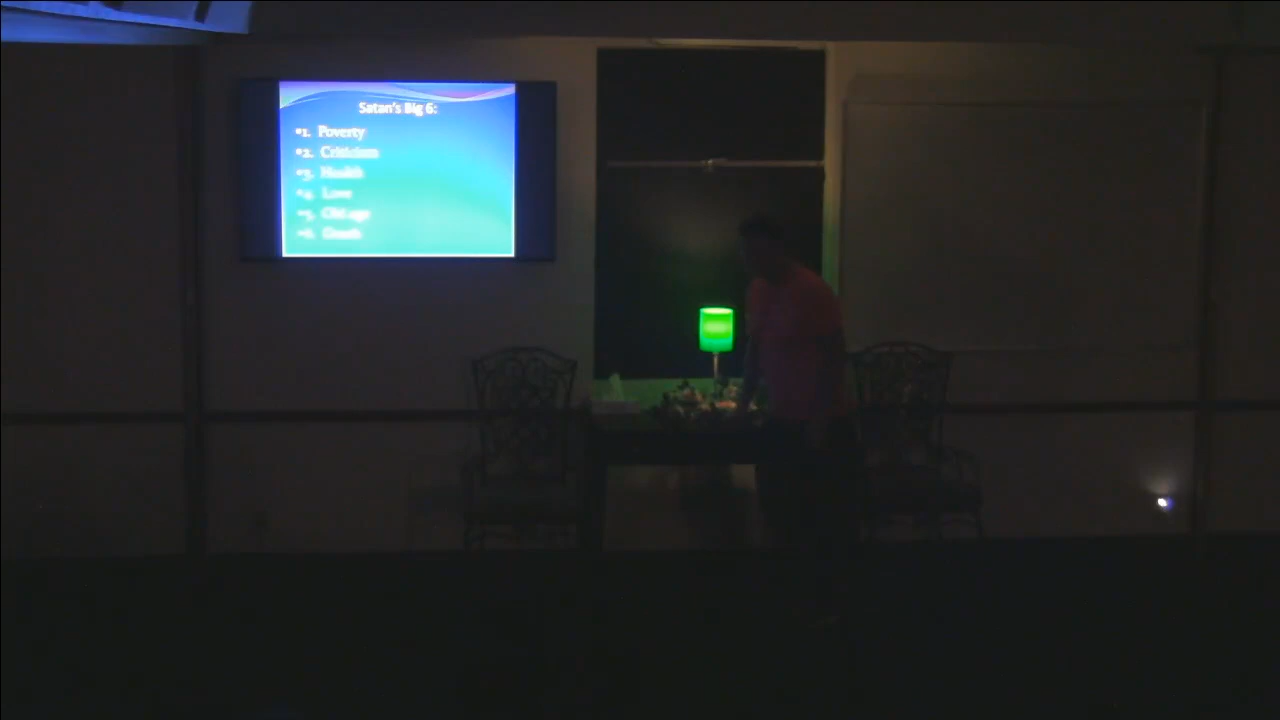 Satan's Big 6:
•1. Poverty
•2. Criticism
•3. Health
•4. Love
•5. Old age
•6. Death